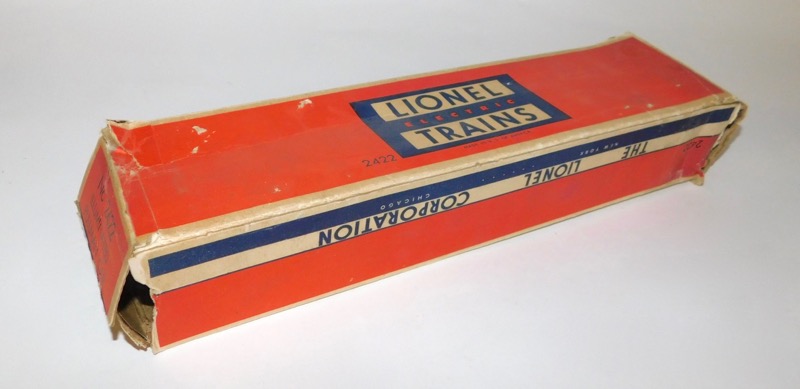 LIONEL
ELECTRIC
TRAINS
2422
THE LIONEL CORPORATION
NEW YORK
CHICAGO